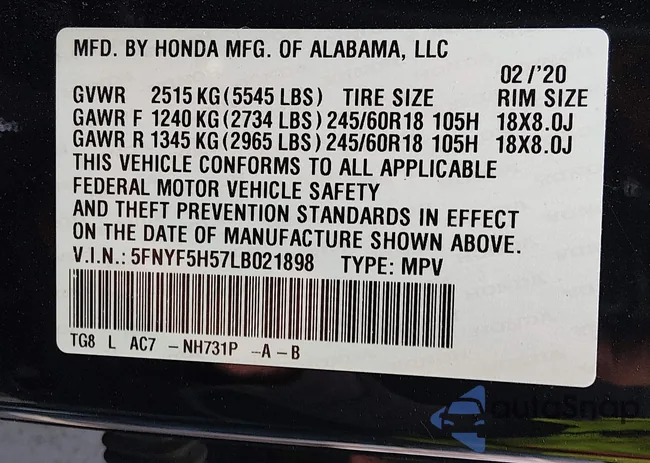 MFD. BY HONDA MFG. OF ALABAMA, LLC
02/'20
GVWR 2515 KG (5545 LBS) TIRE SIZE RIM SIZE
GAWR F 1240 KG (2734 LBS) 245/60R18 105H 18X8.0J
GAWR R 1345 KG (2965 LBS) 245/60R18 105H 18X8.0J
THIS VEHICLE CONFORMS TO ALL APPLICABLE
FEDERAL MOTOR VEHICLE SAFETY
AND THEFT PREVENTION STANDARDS IN EFFECT
ON THE DATE OF MANUFACTURE SHOWN ABOVE.
V.I.N.: 5FNYF5H57LB021898 TYPE: MPV
TG8 L AC7 -NH731P -A-B
autoSnap